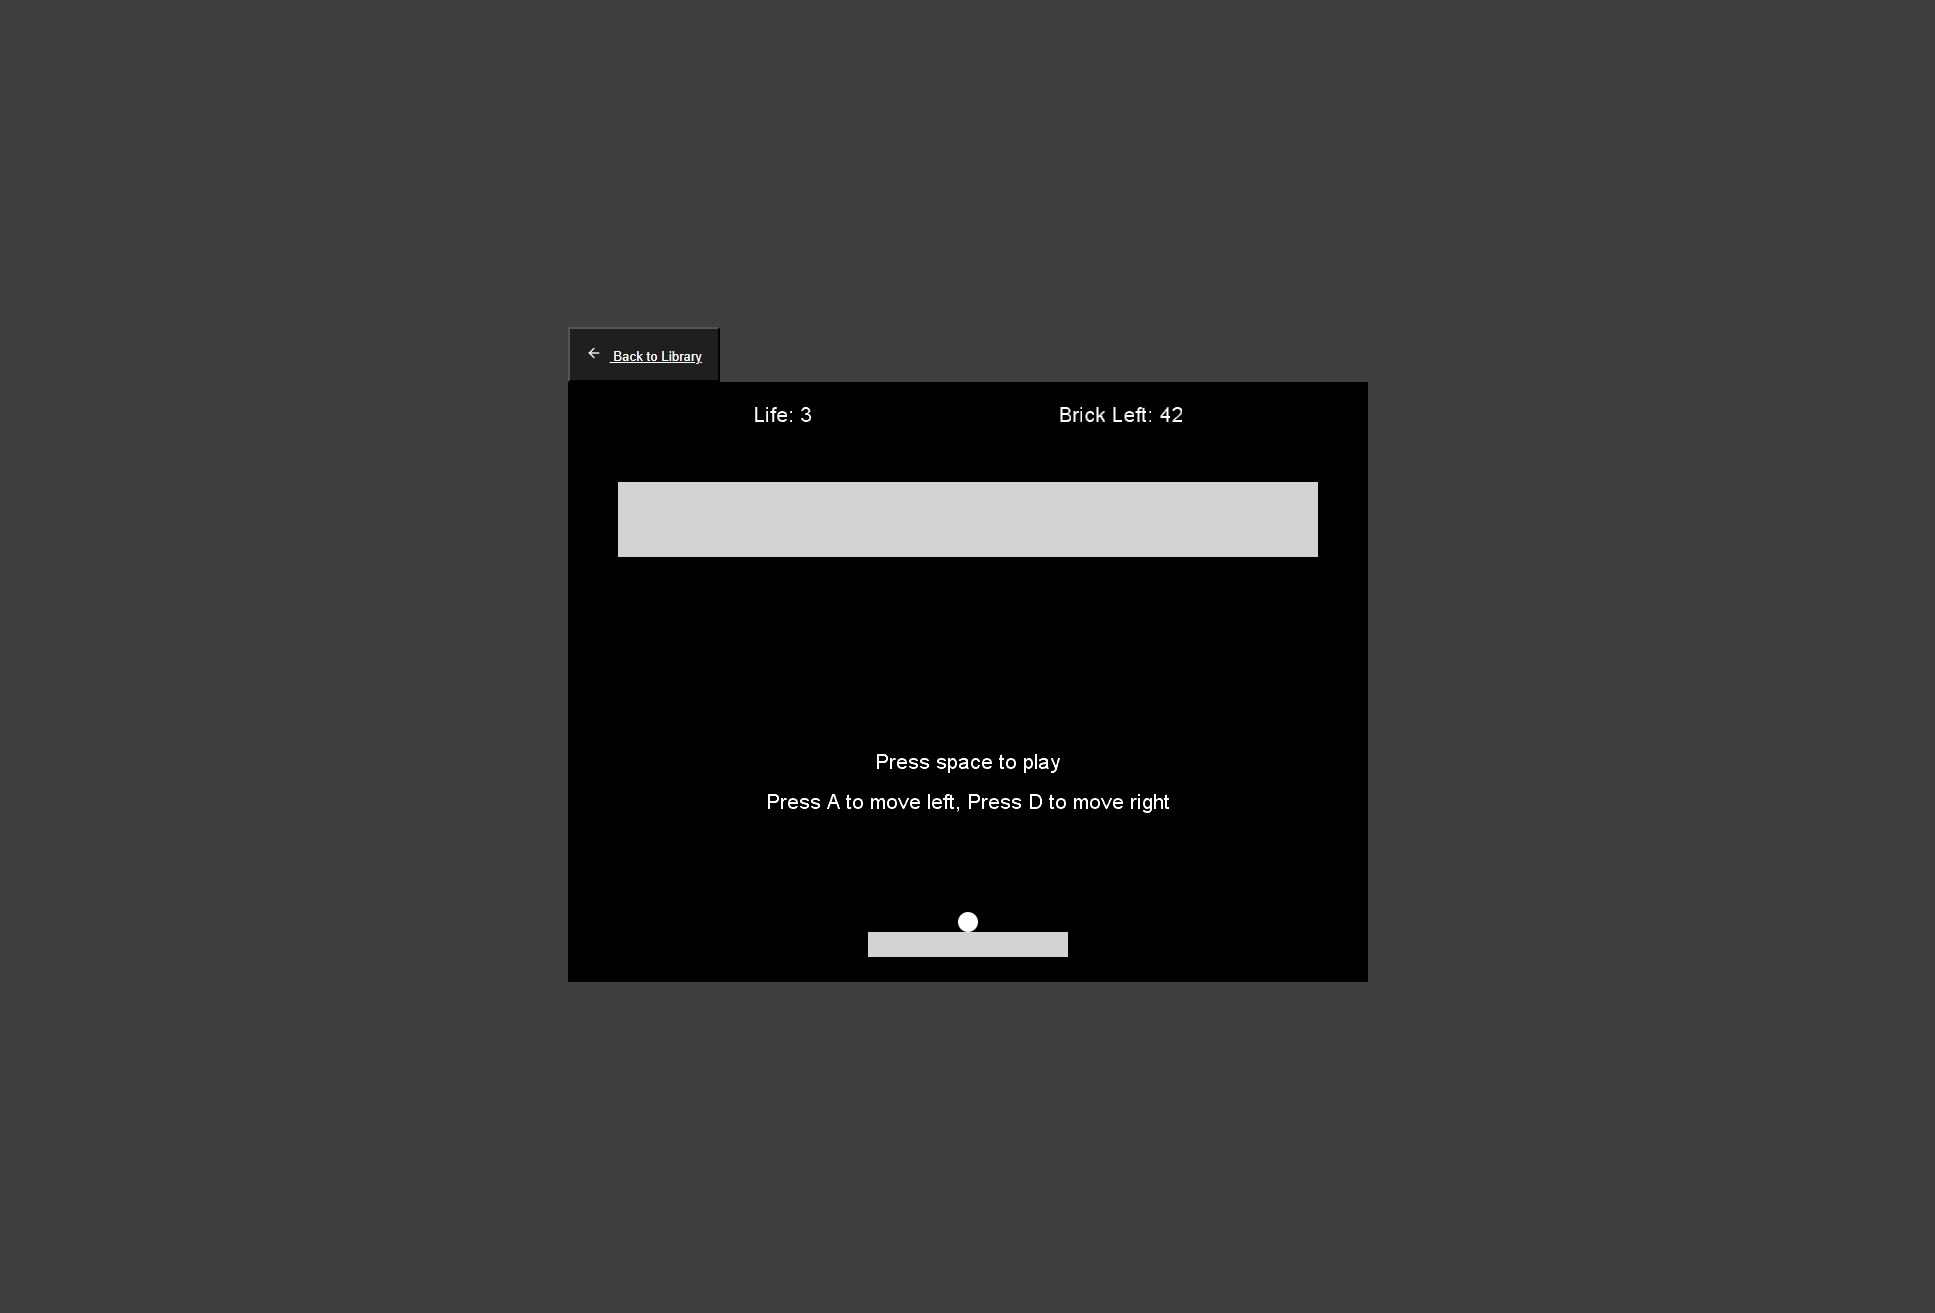 Back to Library
Life: 3 Brick Left: 42
Press space to play
Press A to move left, Press D to move right